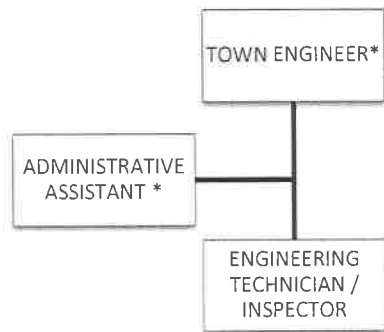 TOWN ENGINEER*
ADMINISTRATIVE
ASSISTANT *
ENGINEERING
TECHNICIAN /
INSPECTOR